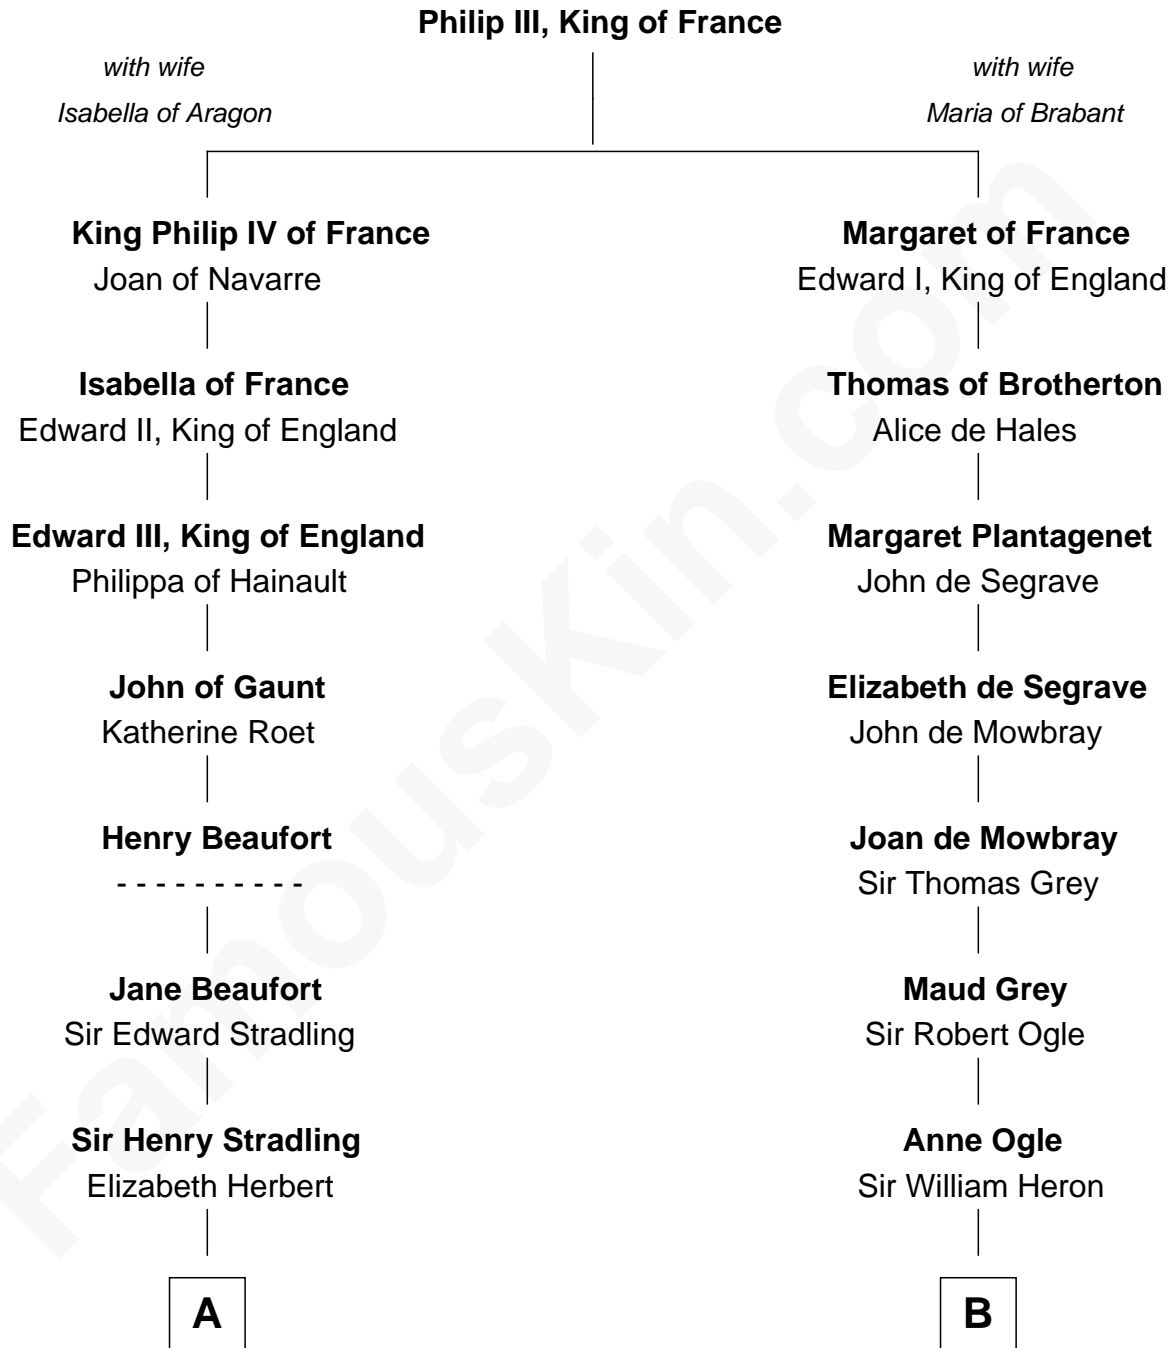 Philip III, King of France
with wife
Isabella of Aragon
with wife
Maria of Brabant
King Philip IV of France
Joan of Navarre
Margaret of France
Edward I, King of England
Isabella of France
Edward II, King of England
Thomas of Brotherton
Alice de Hales
Edward III, King of England
Philippa of Hainault
Margaret Plantagenet
John de Segrave
John of Gaunt
Katherine Roet
Elizabeth de Segrave
John de Mowbray
Henry Beaufort
- - - - - - - - - -
Joan de Mowbray
Sir Thomas Grey
Jane Beaufort
Sir Edward Stradling
Maud Grey
Sir Robert Ogle
Sir Henry Stradling
Elizabeth Herbert
Anne Ogle
Sir William Heron
A
B
FamousKin.com